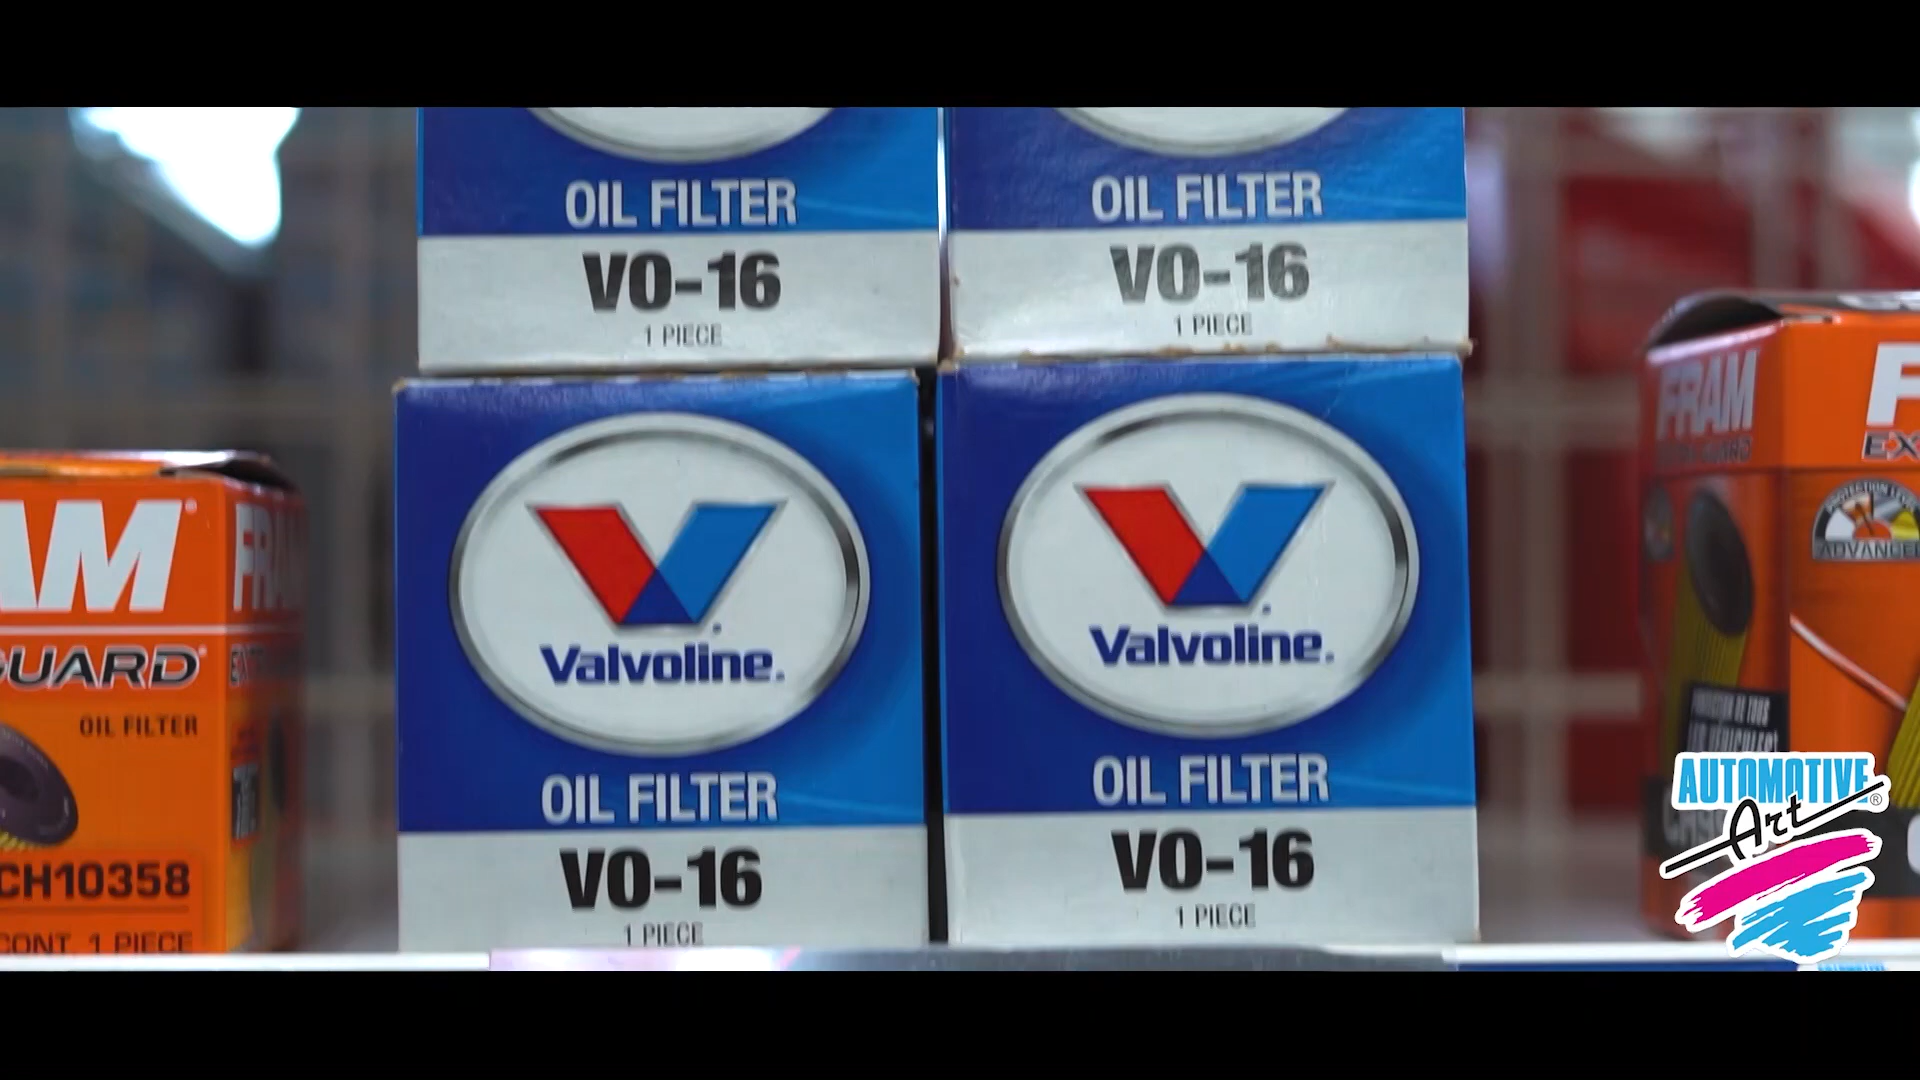 OIL FILTER
VO-16
1 PIECE
OIL FILTER
VO-16
1 PIECE
Valvoline.
OIL FILTER
VO-16
1 PIECE
Valvoline.
OIL FILTER
VO-16
1 PIECE
AM
GUARD
OIL FILTER
CH10358
CONT. 1 PIECE
FRAM
FRAM
F
EX
ADVANCED
AUTOMOTIVE
Art®